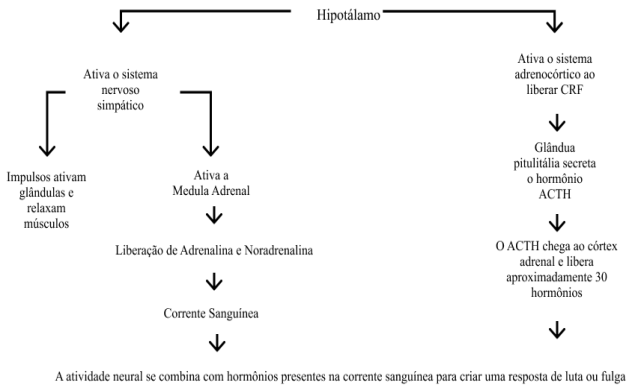 Hipotálamo
Ativa o sistema
nervoso
simpático
Impulsos ativam
glândulas e
relaxam
músculos
Ativa a
Medula Adrenal
Liberação de Adrenalina e Noradrenalina
Corrente Sanguínea
Ativa o sistema
adrenocórtico ao
liberar CRF
Glândua
pitulitália secreta
o hormônio
ACTH
O ACTH chega ao córtex
adrenal e libera
aproximadamente 30
hormônios
A atividade neural se combina com hormônios presentes na corrente sanguínea para criar uma resposta de luta ou fulga